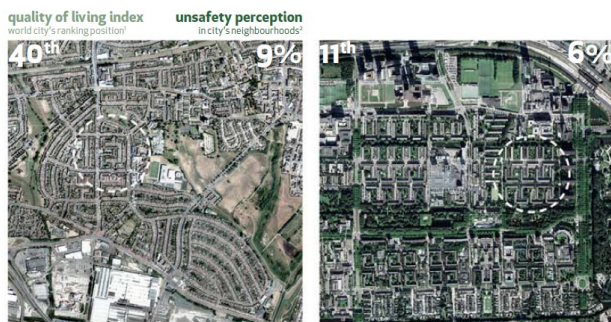 quality of living index
world city's ranking position¹
unsafety perception
in city's neighbourhoods²
40th
9%
11th
6%